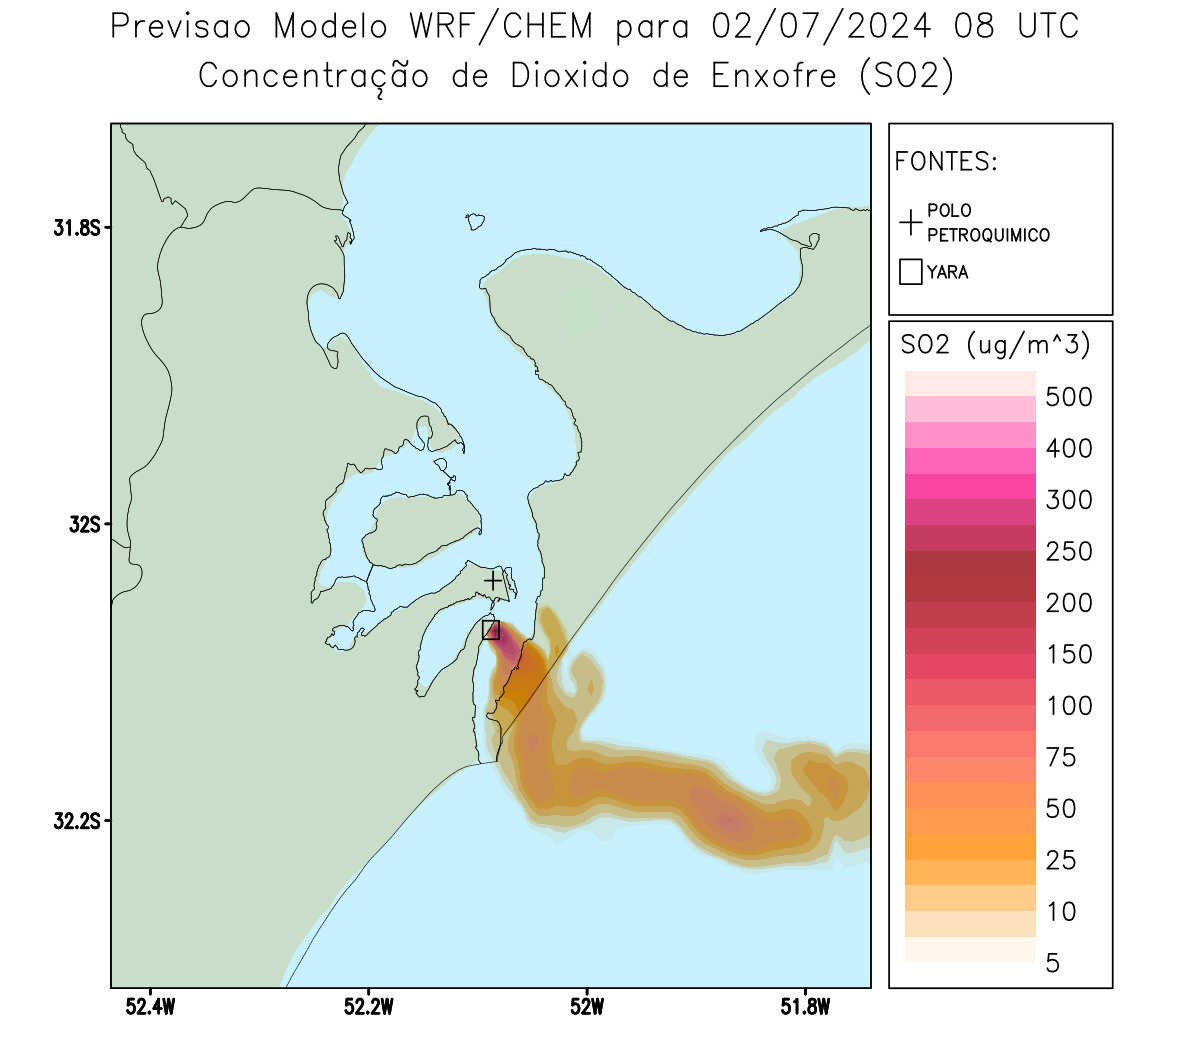 Previsao Modelo WRF/CHEM para 02/07/2024 08 UTC
Concentração de Dioxido de Enxofre (SO2)
FONTES:
POLO
PETROQUIMICO
YARA
SO2 (ug/m^3)
500
400
300
250
200
150
100
75
50
25
10
5
31.8S
32S
32.2S
52.4W
52.2W
52W
51.8W